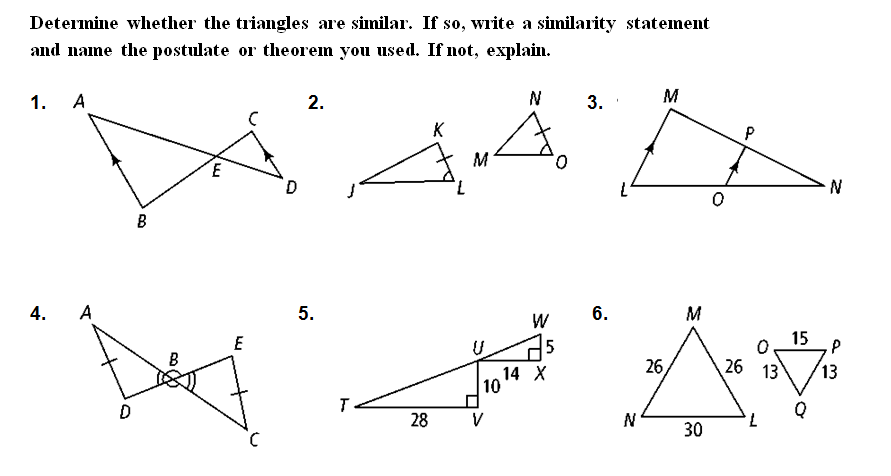 Determine whether the triangles are similar. If so, write a similarity statement
and name the postulate or theorem you used. If not, explain.
1. A B C D E
2. J K L M N O
3. L M N O P
4. A B C D E
5. T U V W X 28 10 14 5
6. M N L 26 26 30 O P Q 15 13 13